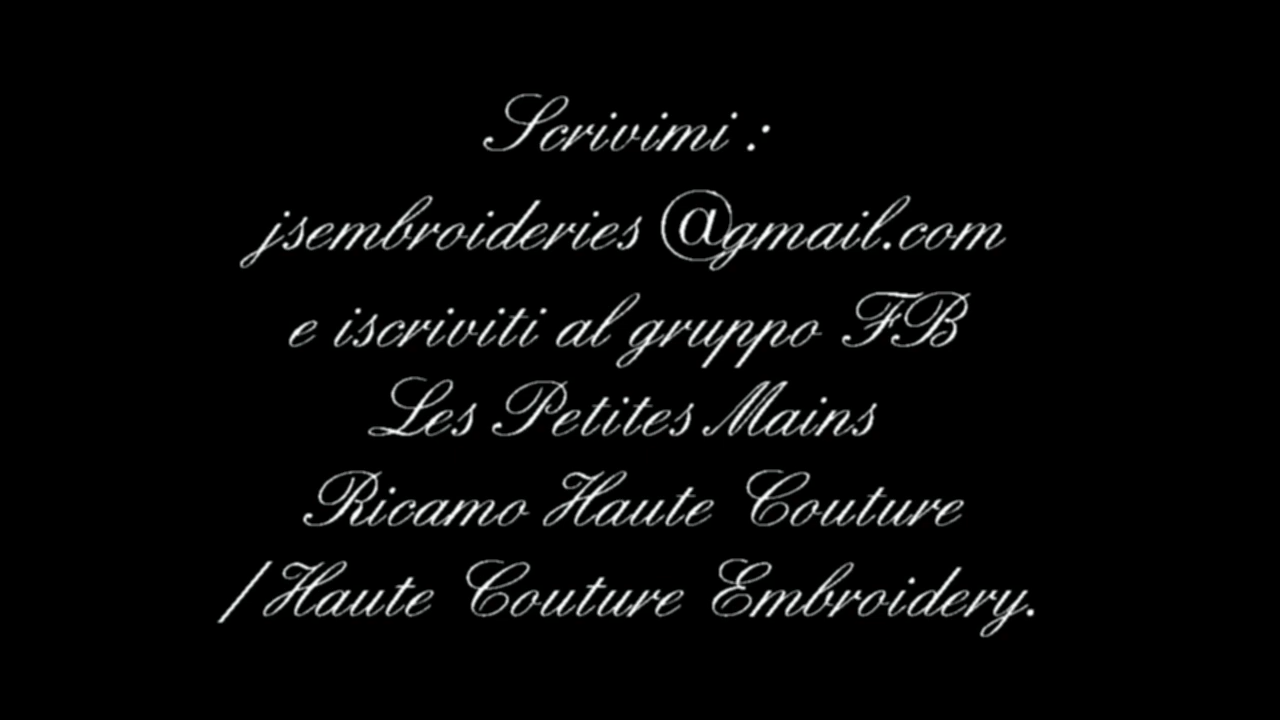 Scrivimi :
jsembroideries @gmail.com
e iscriviti al gruppo FB
Les Petites Mains
Ricamo Haute Couture
/Haute Couture Embroidery.